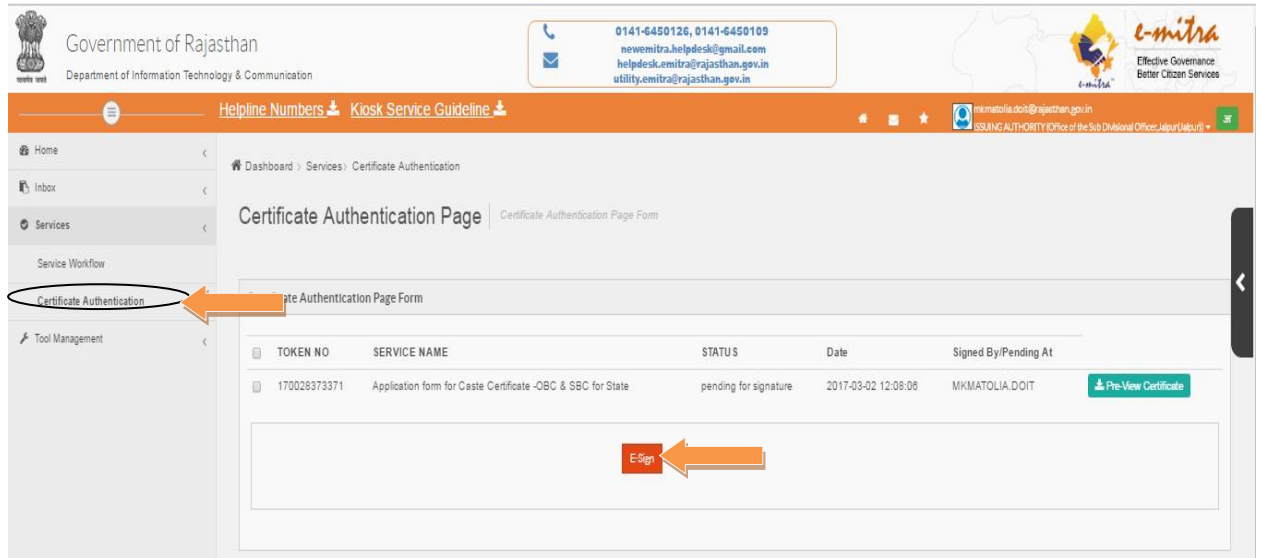 Government of Rajasthan
Department of Information Technology & Communication
0141-6450126, 0141-6450109
newemitra.helpdesk@gmail.com
helpdesk.emitra@rajasthan.gov.in
utility.emitra@rajasthan.gov.in
e-mitra
e-mitra
Effective Governance
Better Citizen Services
Helpline Numbers Kiosk Service Guideline
mkmatolia.doit@rajasthan.gov.in
ISSUING AUTHORITY (Office of the Sub Divisional Officer,Jaipur(Jaipur))
अ
Home
Inbox
Services
Service Workflow
Certificate Authentication
Tool Management
Dashboard > Services > Certificate Authentication
Certificate Authentication Page Certificate Authentication Page Form
Authentication Page Form
TOKEN NO SERVICE NAME STATUS Date Signed By/Pending At
170028373371 Application form for Caste Certificate -OBC & SBC for State pending for signature 2017-03-02 12:08:06 MKMATOLIA.DOIT Pre-View Certificate
E-Sign